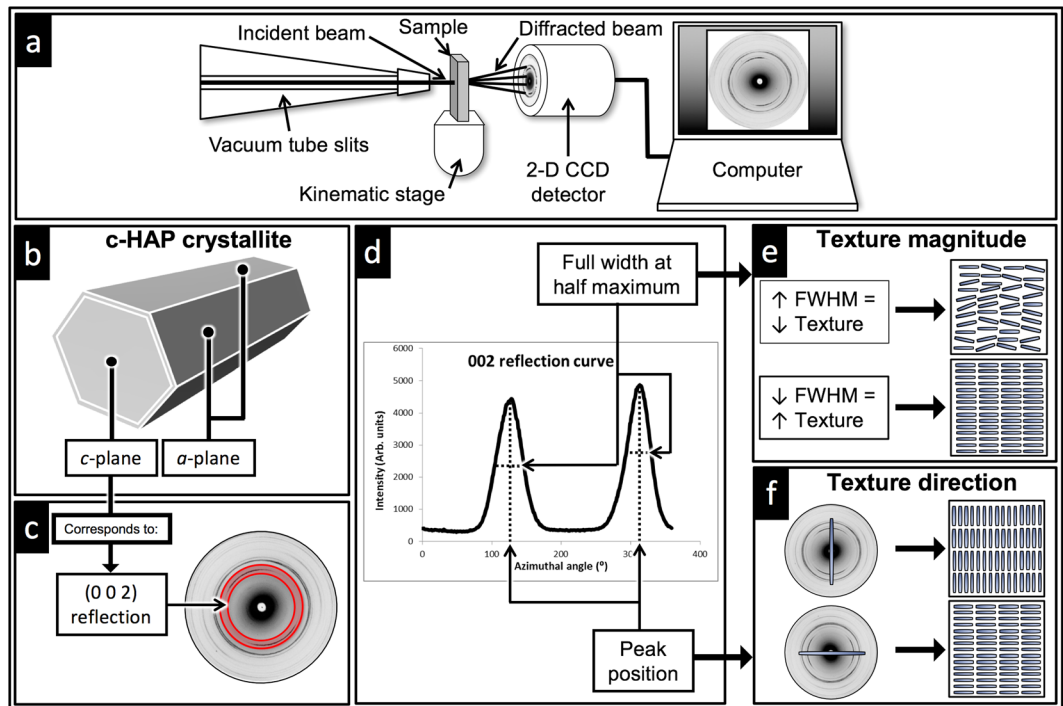 a
Incident beam
Sample
Diffracted beam
Vacuum tube slits
Kinematic stage
2-D CCD
detector
Computer
b
c-HAP crystallite
c-plane
a-plane
c
Corresponds to:
(0 0 2)
reflection
d
Full width at
half maximum
002 reflection curve
Intensity (Arb. units)
6000
5000
4000
3000
2000
1000
0
0
100
200
300
400
Azimuthal angle (º)
Peak
position
e
Texture magnitude
↑ FWHM =
↓ Texture
↓ FWHM =
↑ Texture
f
Texture direction